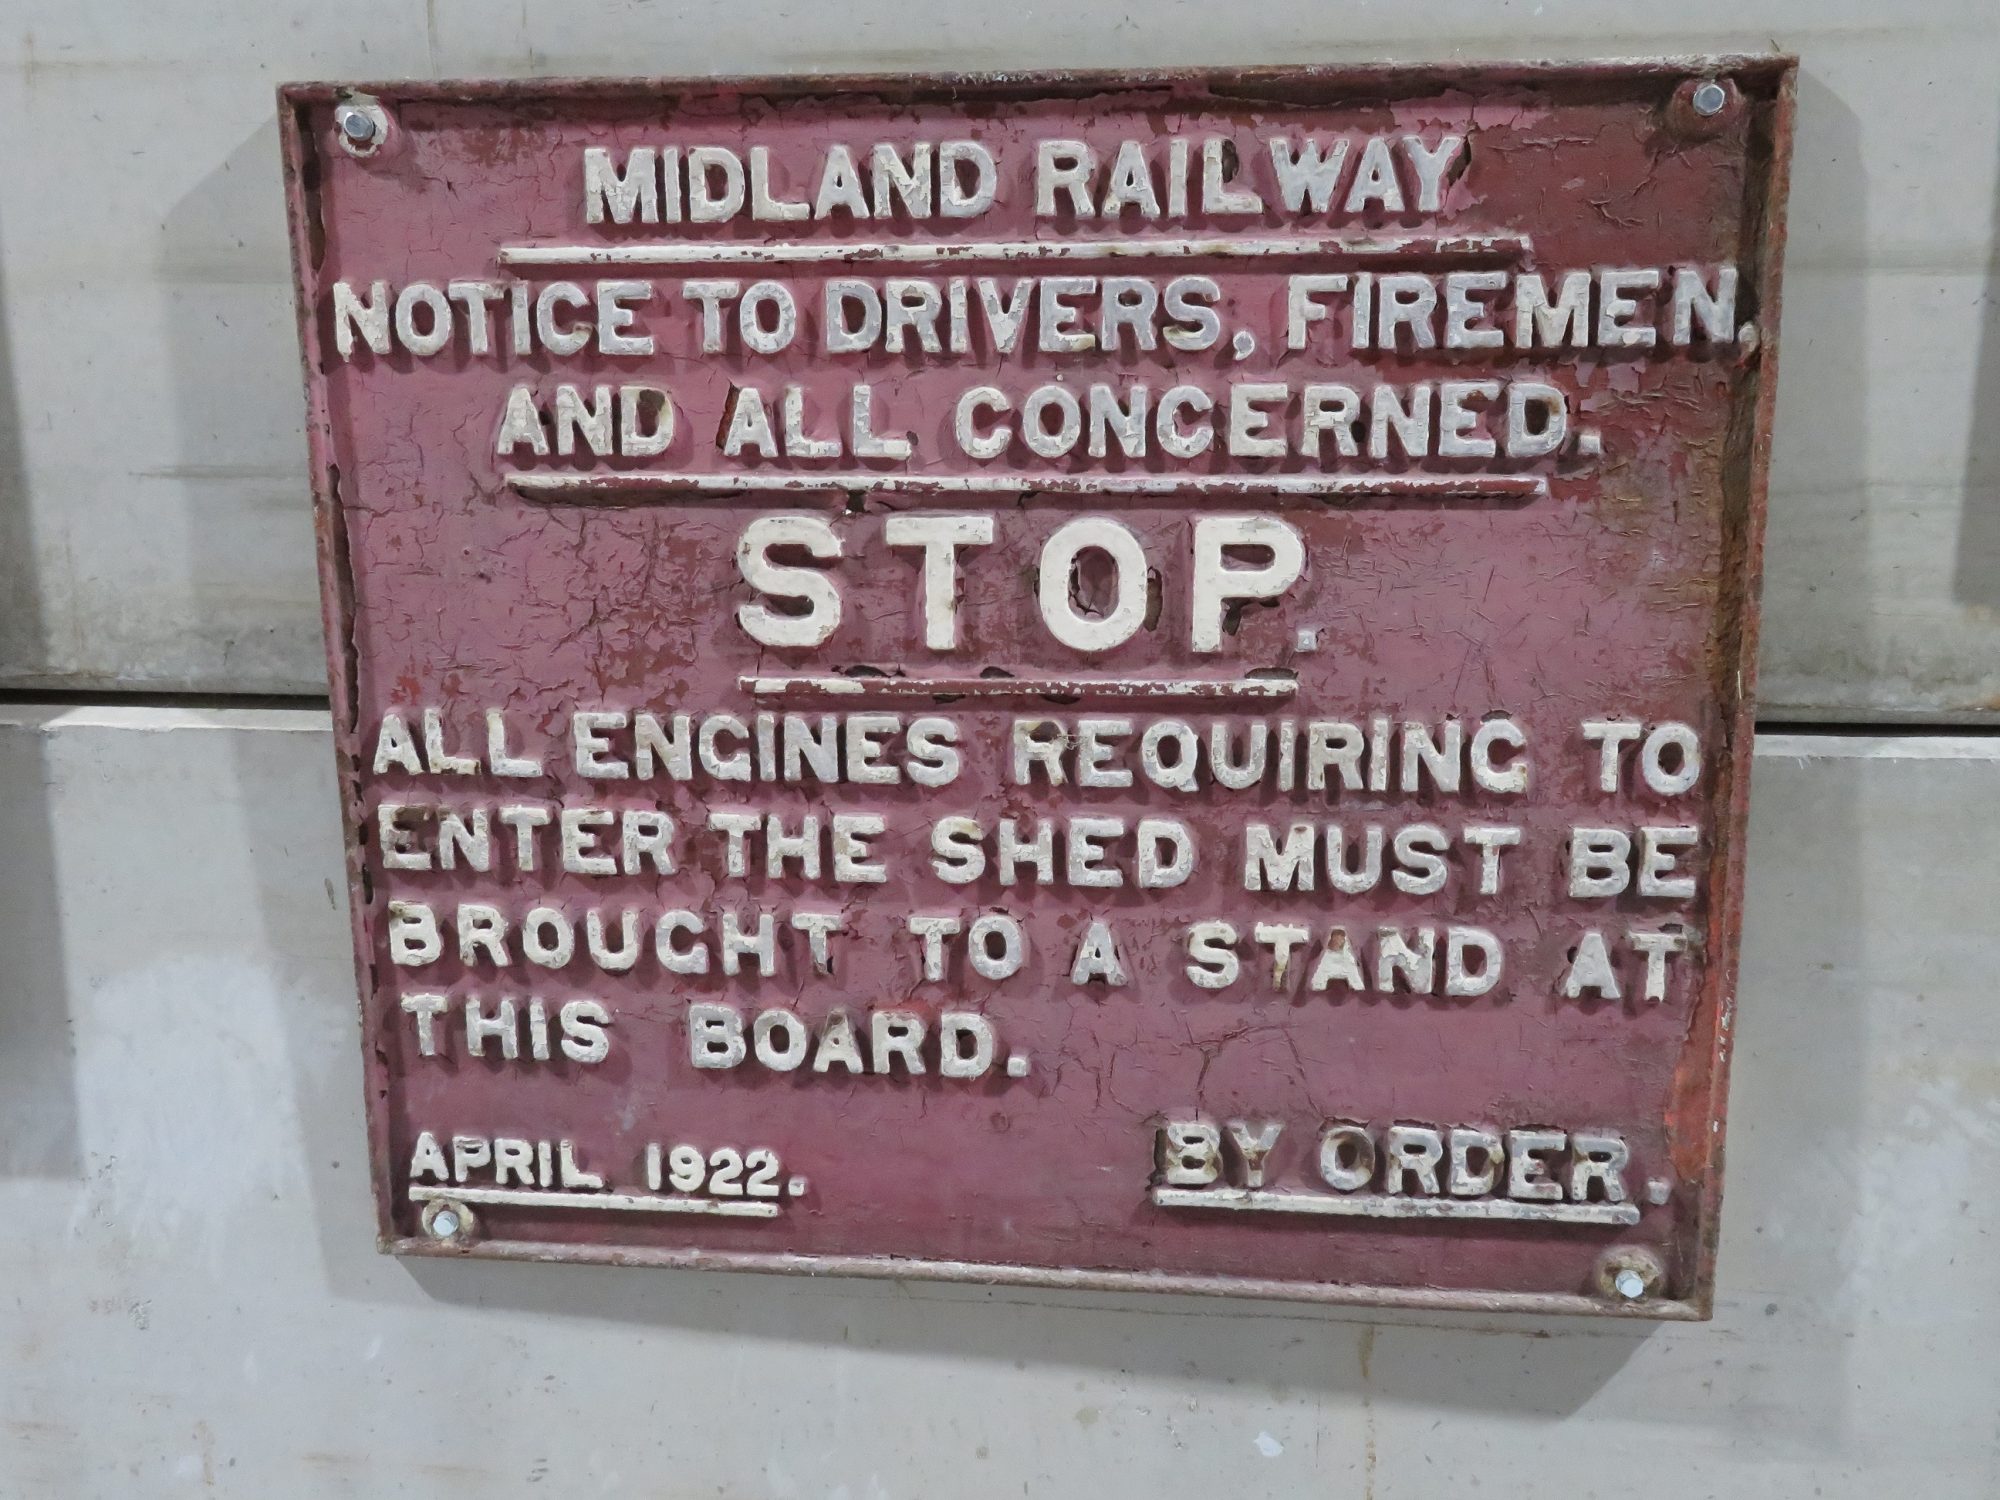 MIDLAND RAILWAY
NOTICE TO DRIVERS, FIREMEN,
AND ALL CONCERNED.
STOP.
ALL ENGINES REQUIRING TO
ENTER THE SHED MUST BE
BROUGHT TO A STAND AT
THIS BOARD.
APRIL 1922.
BY ORDER.